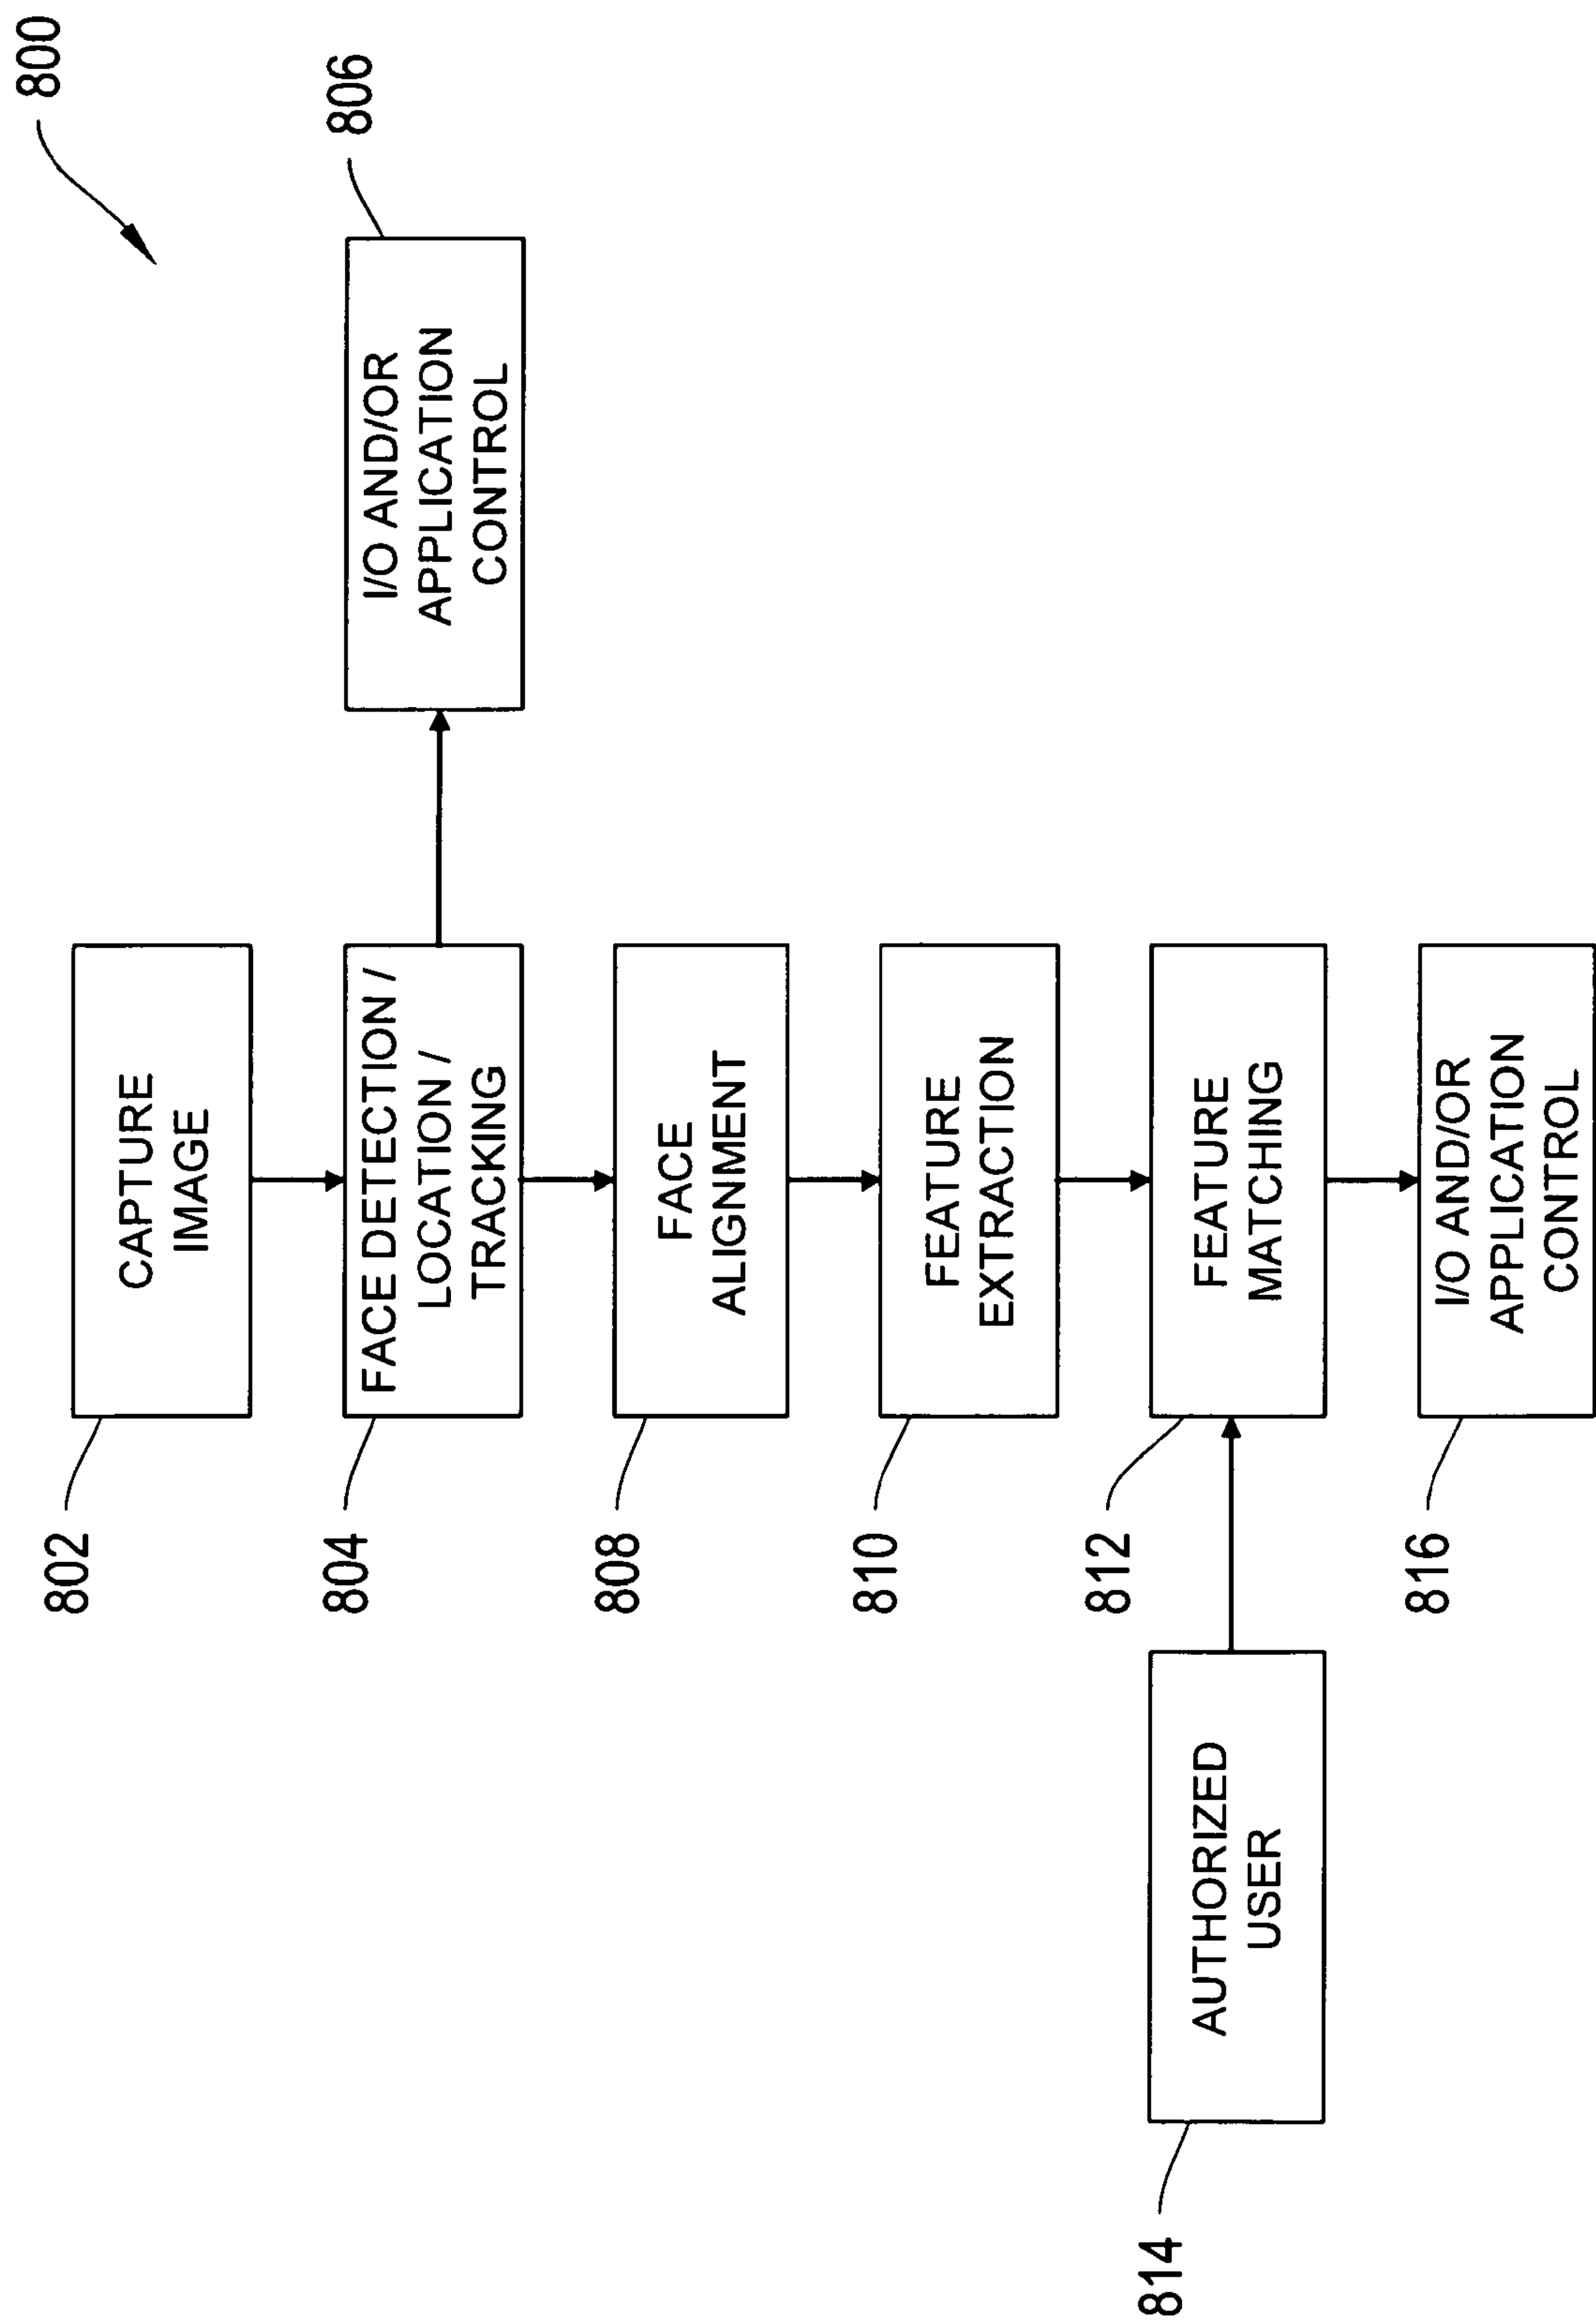 800
802
CAPTURE
IMAGE
804
FACE DETECTION /
LOCATION /
TRACKING
806
I/O AND/OR
APPLICATION
CONTROL
808
FACE
ALIGNMENT
810
FEATURE
EXTRACTION
812
FEATURE
MATCHING
814
AUTHORIZED
USER
816
I/O AND/OR
APPLICATION
CONTROL